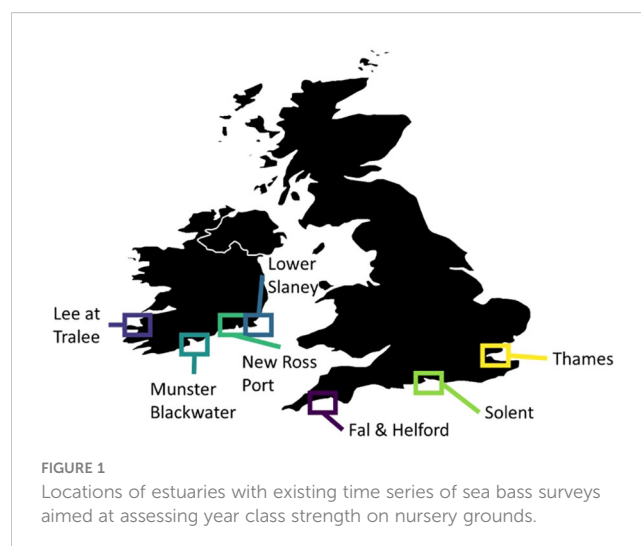 Lower
Slaney
Lee at
Tralee
New Ross
Port
Munster
Blackwater
Thames
Solent
Fal & Helford
FIGURE 1
Locations of estuaries with existing time series of sea bass surveys
aimed at assessing year class strength on nursery grounds.